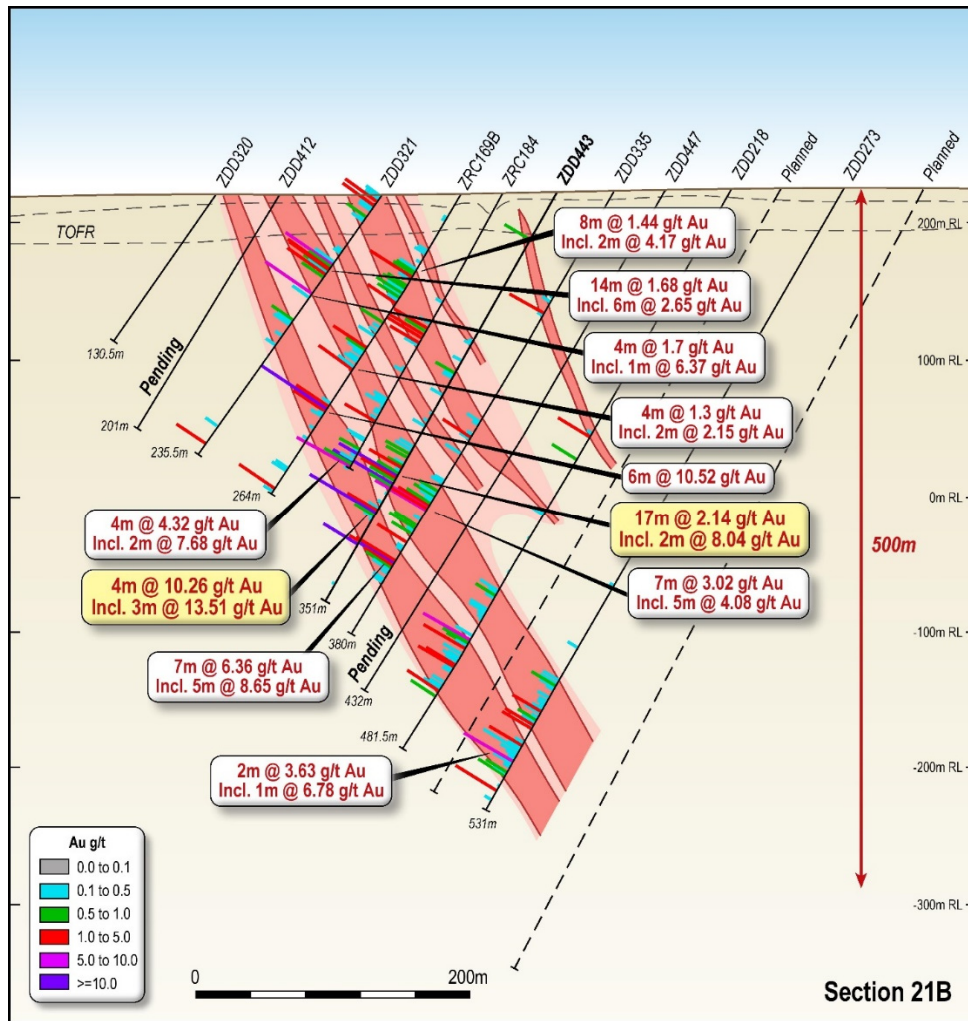 ZDD320
ZDD412
ZDD321
ZRC169B
ZRC184
ZDD443
ZDD335
ZDD447
ZDD218
Planned
ZDD273
Planned
200m RL
TOFR
8m @ 1.44 g/t Au
Incl. 2m @ 4.17 g/t Au
14m @ 1.68 g/t Au
Incl. 6m @ 2.65 g/t Au
130.5m
4m @ 1.7 g/t Au
Incl. 1m @ 6.37 g/t Au
100m RL
Pending
201m
235.5m
4m @ 1.3 g/t Au
Incl. 2m @ 2.15 g/t Au
6m @ 10.52 g/t Au
264m
0m RL
4m @ 4.32 g/t Au
Incl. 2m @ 7.68 g/t Au
17m @ 2.14 g/t Au
Incl. 2m @ 8.04 g/t Au
500m
4m @ 10.26 g/t Au
Incl. 3m @ 13.51 g/t Au
7m @ 3.02 g/t Au
Incl. 5m @ 4.08 g/t Au
351m
380m
-100m RL
Pending
432m
7m @ 6.36 g/t Au
Incl. 5m @ 8.65 g/t Au
481.5m
2m @ 3.63 g/t Au
Incl. 1m @ 6.78 g/t Au
-200m RL
531m
Au g/t
0.0 to 0.1
0.1 to 0.5
0.5 to 1.0
1.0 to 5.0
5.0 to 10.0
>=10.0
-300m RL
0
200m
Section 21B